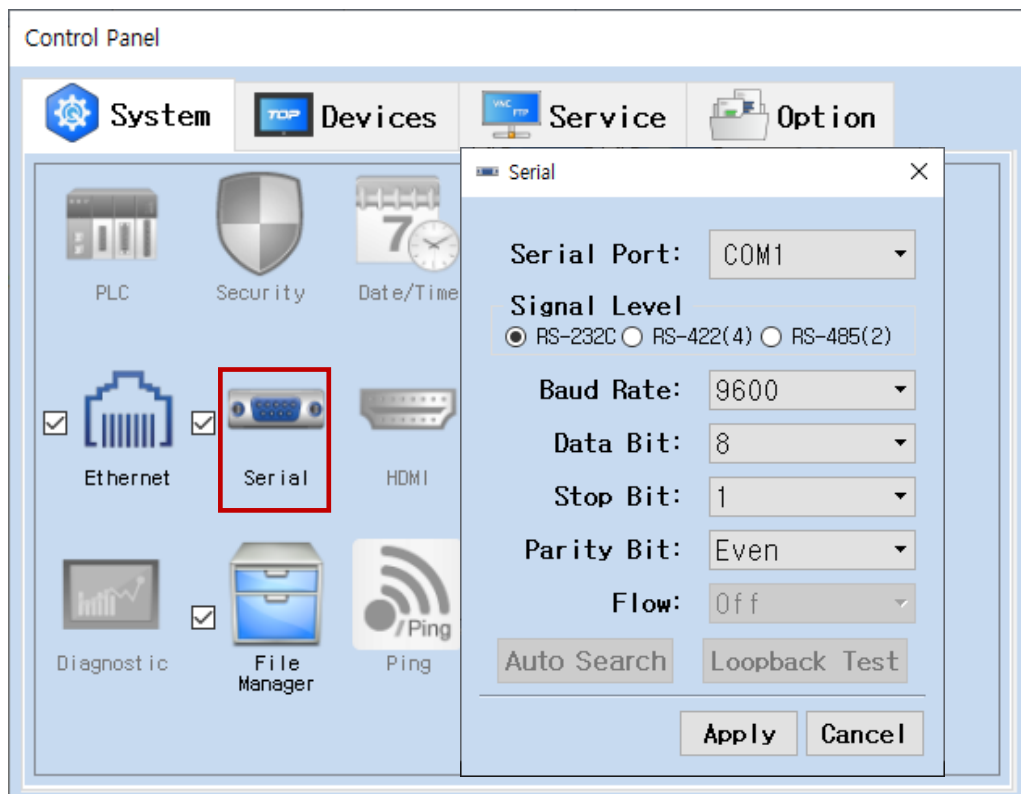 Control Panel
System
TOP
Devices
VNC
FTP
Service
Option
PLC
Security
7
Date/Time
Ethernet
Serial
HDMI
Diagnostic
File
Manager
/Ping
Ping
Serial
Serial Port: COM1
Signal Level
RS-232C RS-422(4) RS-485(2)
Baud Rate: 9600
Data Bit: 8
Stop Bit: 1
Parity Bit: Even
Flow: Off
Auto Search Loopback Test
Apply Cancel